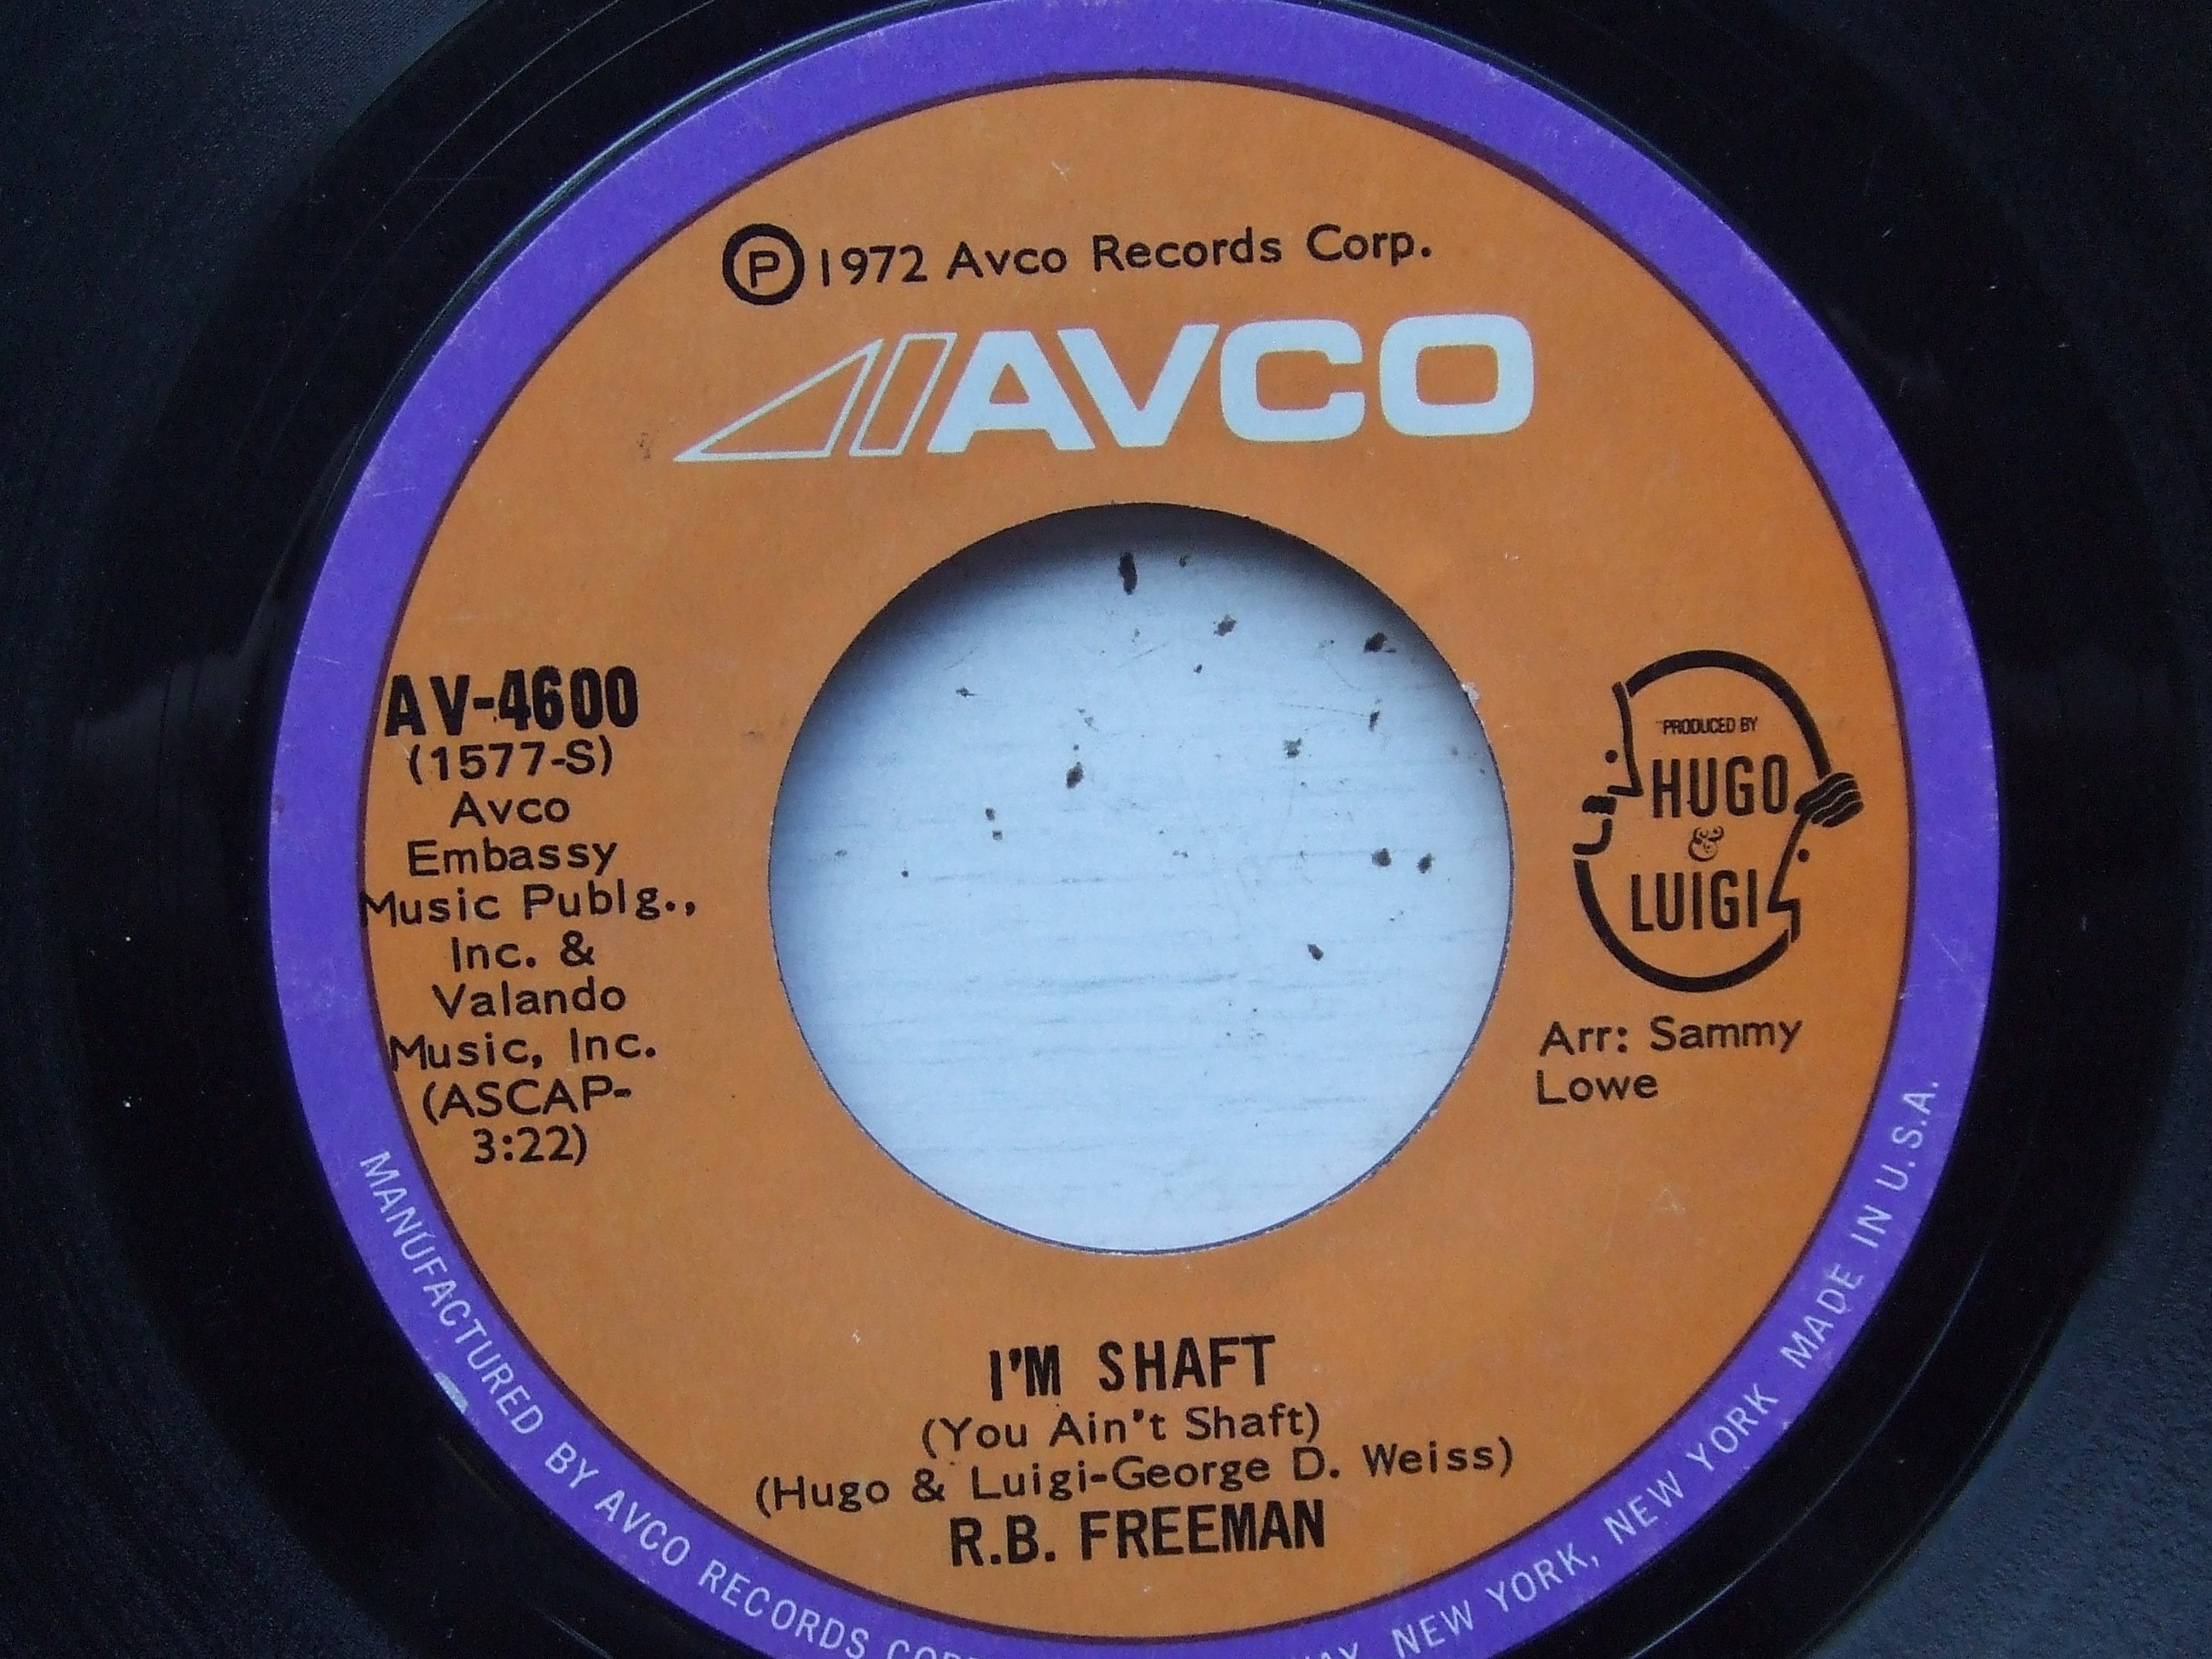 Ⓟ 1972 Avco Records Corp.
AVCO
AV-4600
(1577-S)
Avco
Embassy
Music Publg.,
Inc. &
Valando
Music, Inc.
(ASCAP-
3:22)
PRODUCED BY
HUGO
&
LUIGI
Arr: Sammy
Lowe
I'M SHAFT
(You Ain't Shaft)
(Hugo & Luigi-George D. Weiss)
R.B. FREEMAN
MANUFACTURED BY AVCO RECORDS NEW YORK, NEW YORK MADE IN U.S.A.